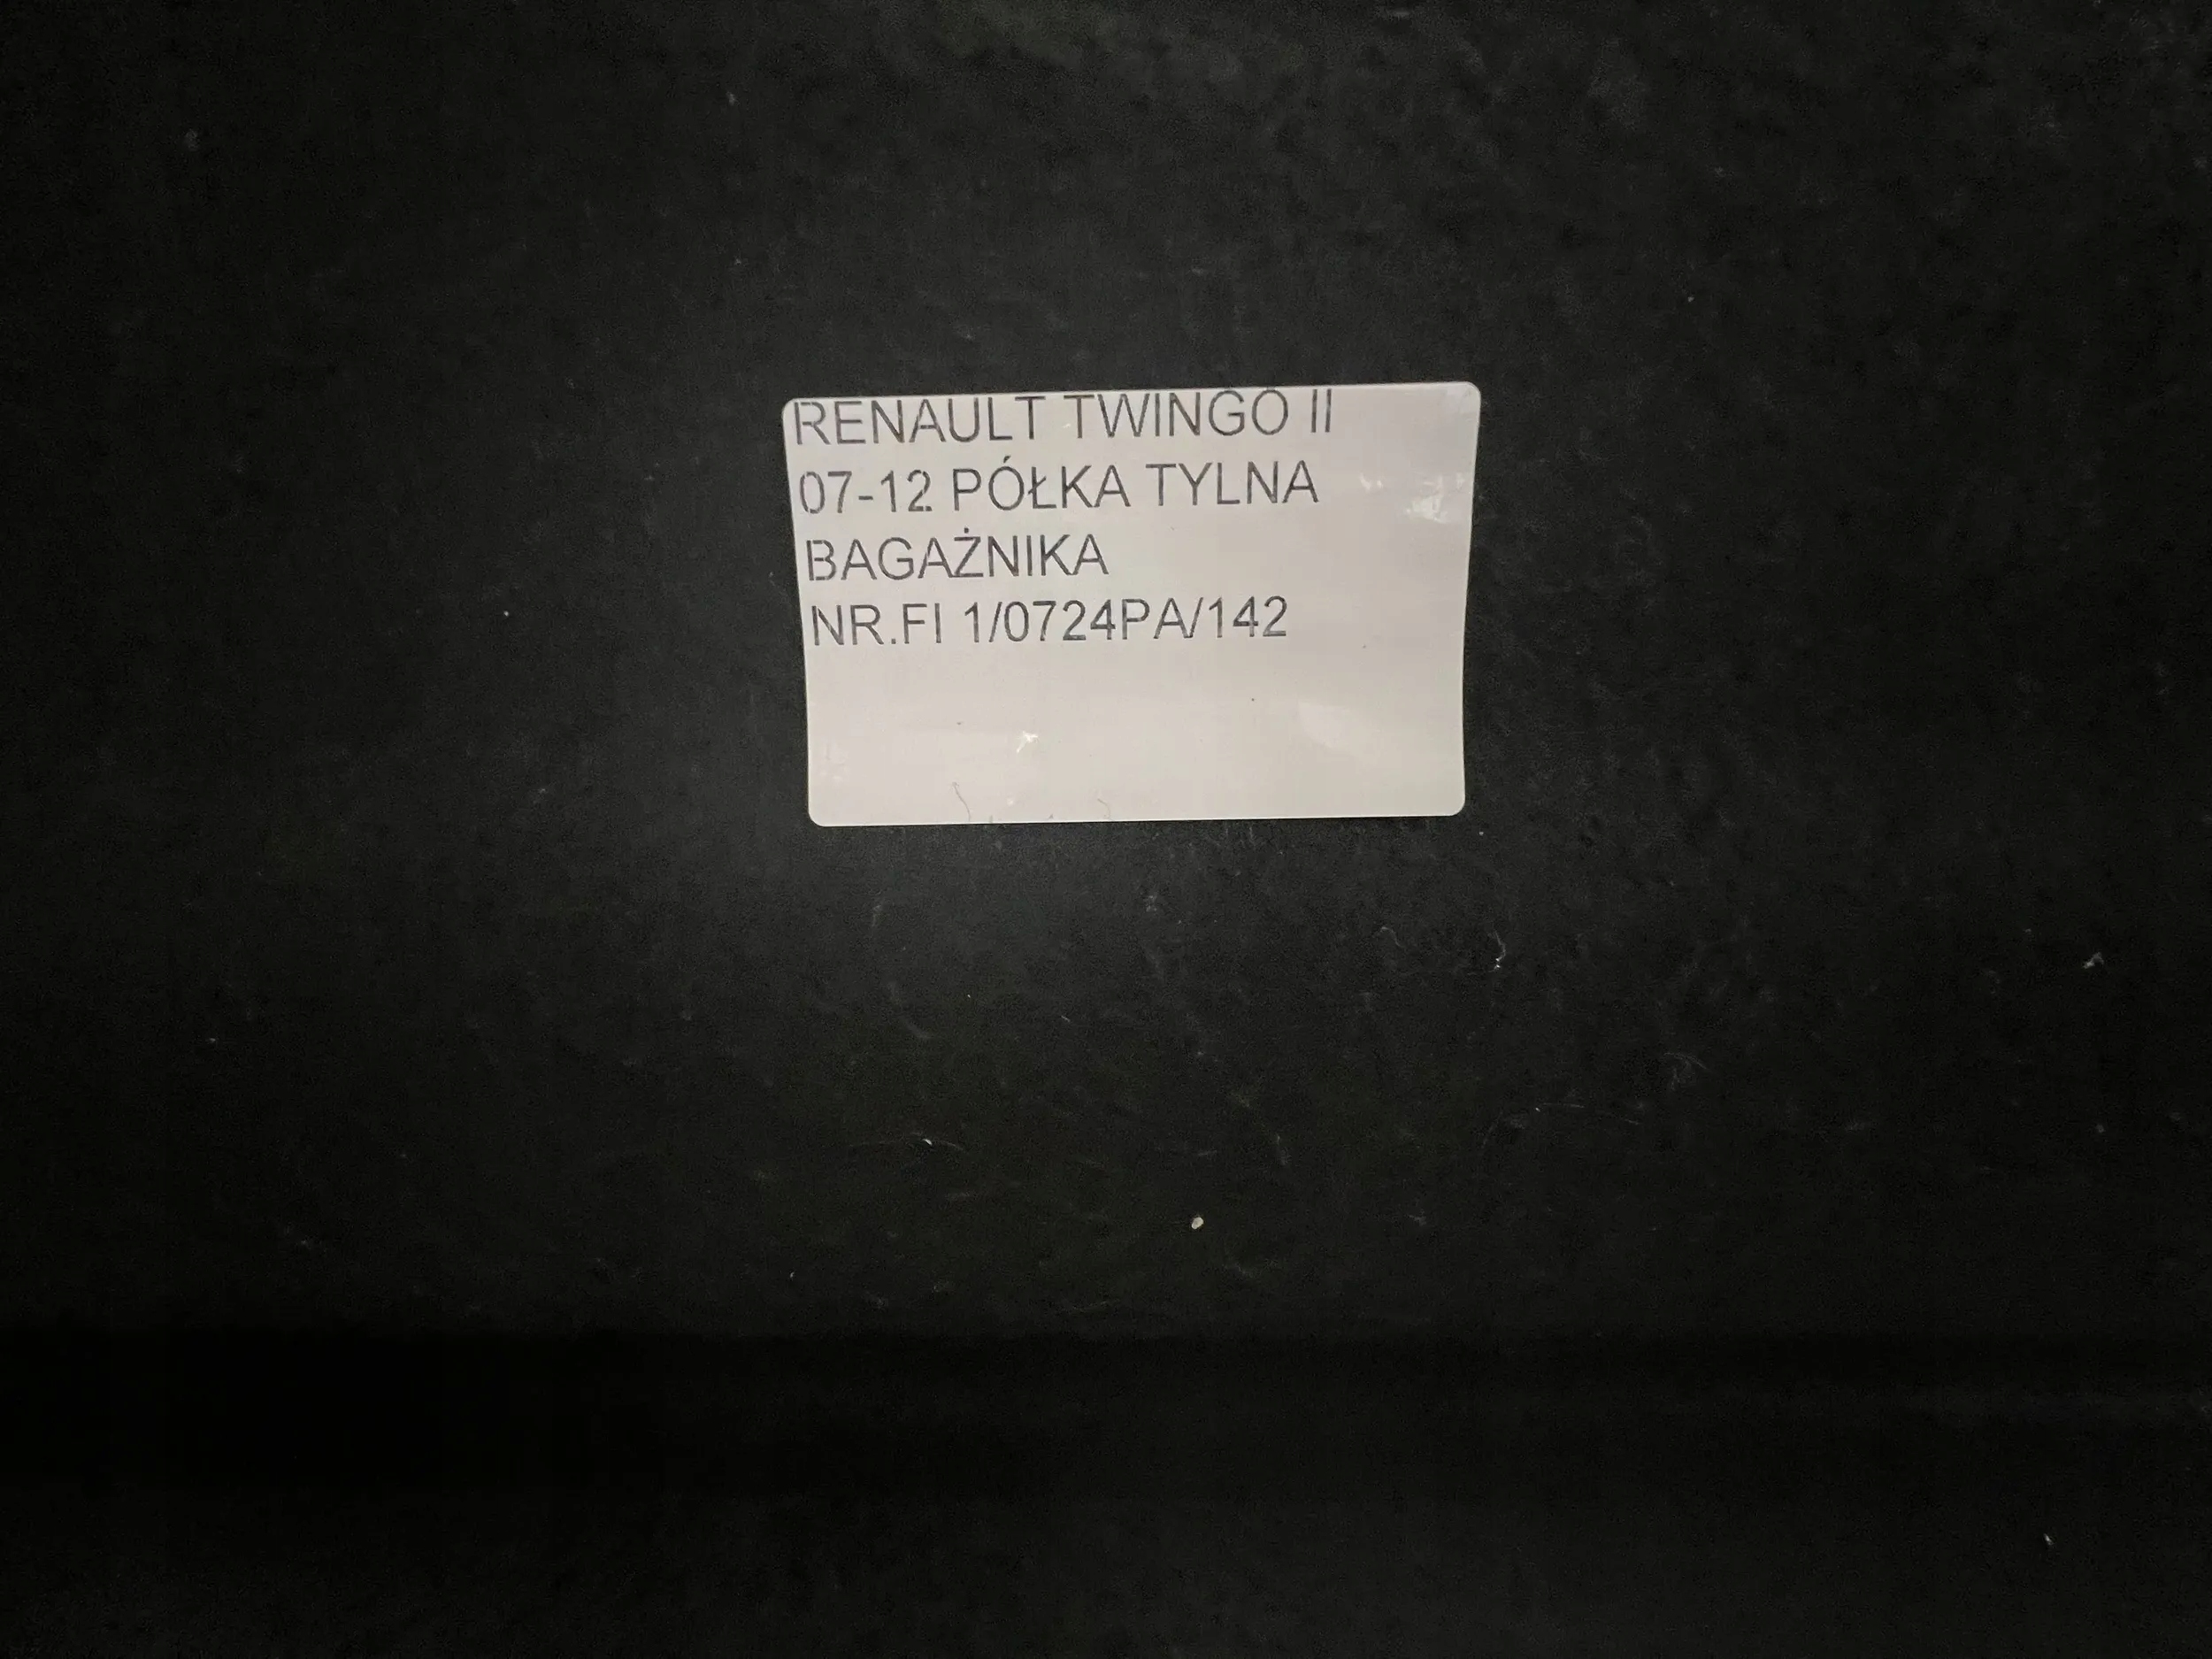 RENAULT TWINGO II
07-12 PÓŁKA TYLNA
BAGAŻNIKA
NR.FI 1/0724PA/142